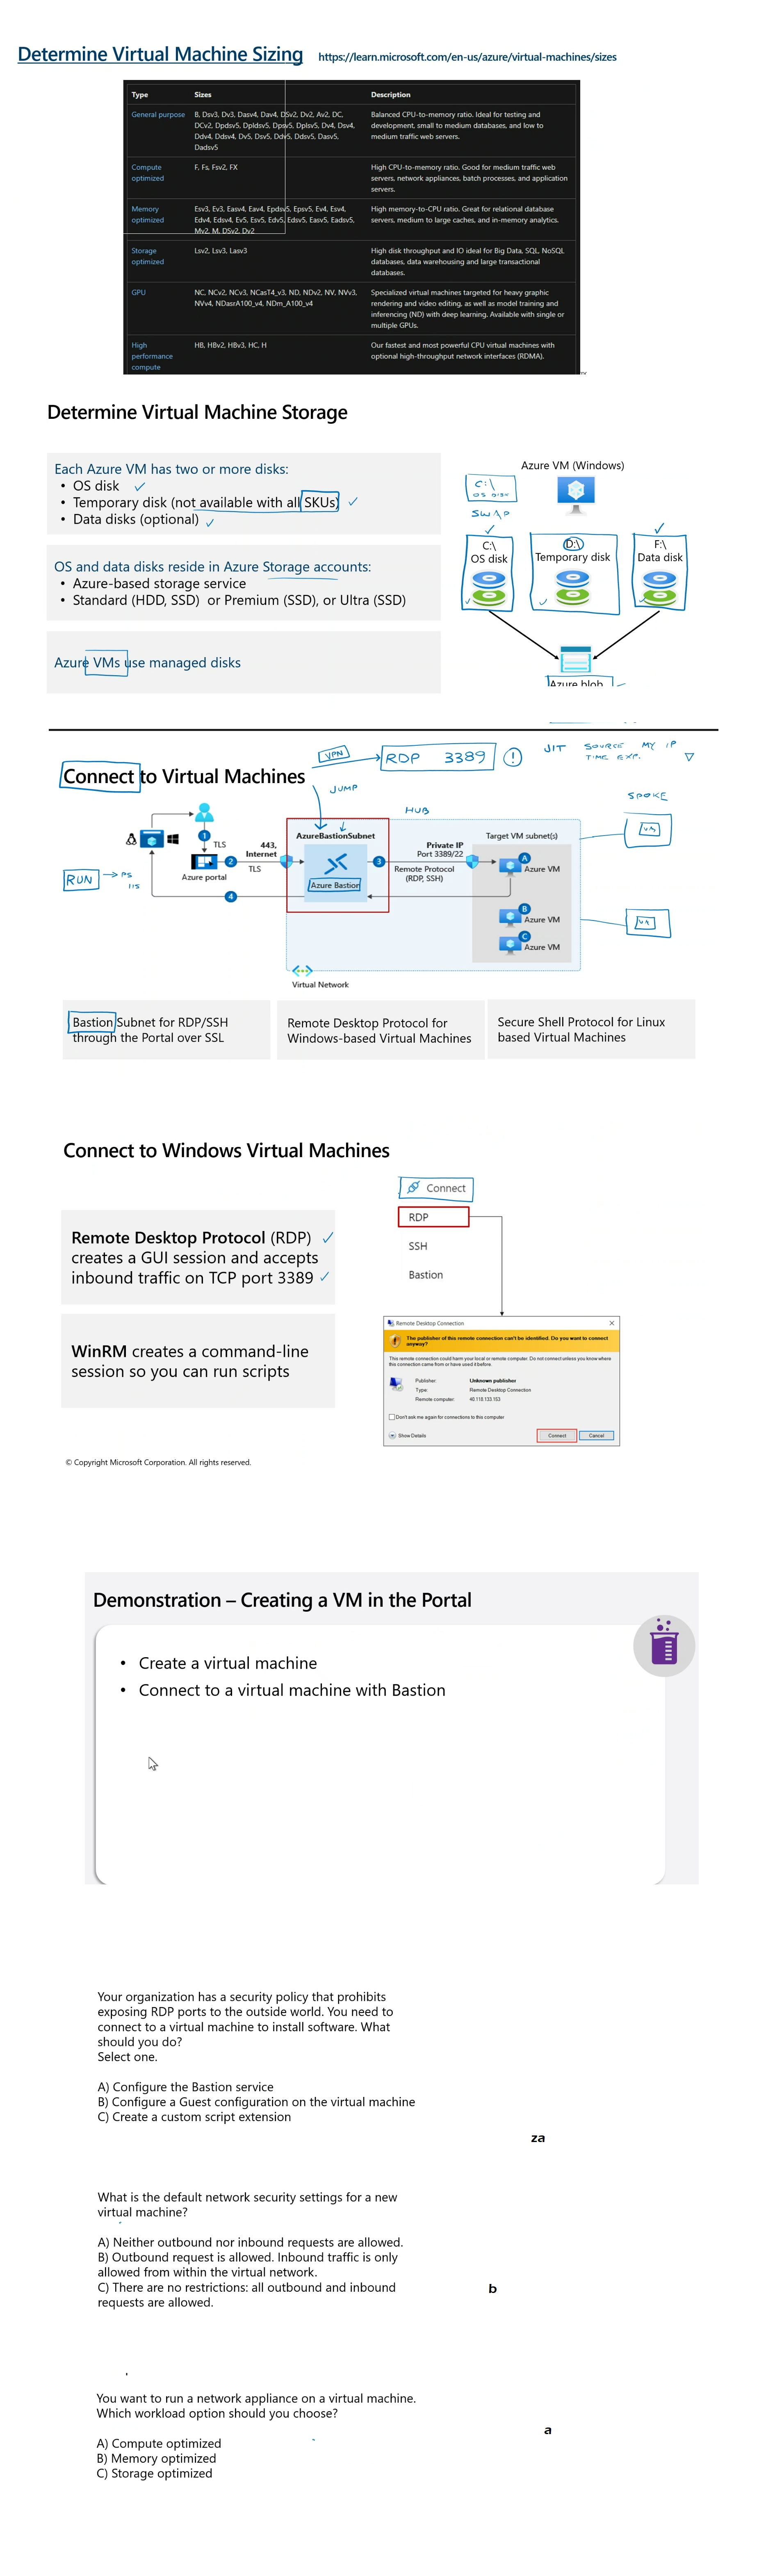 Determine Virtual Machine Sizing https://learn.microsoft.com/en-us/azure/virtual-machines/sizes
Type Sizes Description
General purpose B, Dsv3, Dv3, Dasv4, Dav4, DSv2, Dv2, Av2, DC, Balanced CPU-to-memory ratio. Ideal for testing and
DCv2, Dpdsv5, Dpldsv5, Dpsv5, Dplsv5, Dv4, Dsv4, development, small to medium databases, and low to
Ddv4, Ddsv4, Dv5, Dsv5, Ddv5, Ddsv5, Dasv5, medium traffic web servers.
Dadsv5
Compute F, Fs, Fsv2, FX High CPU-to-memory ratio. Good for medium traffic web
optimized servers, network appliances, batch processes, and application
servers.
Memory Esv3, Ev3, Easv4, Eav4, Epdsv5, Epsv5, Ev4, Esv4, High memory-to-CPU ratio. Great for relational database
optimized Edv4, Edsv4, Ev5, Esv5, Edv5, Edsv5, Easv5, Eadsv5, servers, medium to large caches, and in-memory analytics.
Mv2, M, DSv2, Dv2
Storage Lsv2, Lsv3, Lasv3 High disk throughput and IO ideal for Big Data, SQL, NoSQL
optimized databases, data warehousing and large transactional
databases.
GPU NC, NCv2, NCv3, NCasT4_v3, ND, NDv2, NV, NVv3, Specialized virtual machines targeted for heavy graphic
NVv4, NDasrA100_v4, NDm_A100_v4 rendering and video editing, as well as model training and
inferencing (ND) with deep learning. Available with single or
multiple GPUs.
High HB, HBv2, HBv3, HC, H Our fastest and most powerful CPU virtual machines with
performance optional high-throughput network interfaces (RDMA).
compute
Determine Virtual Machine Storage
Each Azure VM has two or more disks:
• OS disk
• Temporary disk (not available with all SKUs)
• Data disks (optional)
OS and data disks reside in Azure Storage accounts:
• Azure-based storage service
• Standard (HDD, SSD) or Premium (SSD), or Ultra (SSD)
Azure VMs use managed disks
Azure VM (Windows)
C:\
OS DISK
SWAP
C:\ D:\ F:\
OS disk Temporary disk Data disk
Azure blob
VPN RDP 3389 ! JIT SOURCE MY IP
TIME EXP.
Connect to Virtual Machines
JUMP
HUB
SPOKE
AzureBastionSubnet
Target VM subnet(s)
1
TLS
443,
Internet
Private IP
Port 3389/22
2
TLS
3
Remote Protocol
(RDP, SSH)
A
Azure VM
Azure portal
Azure Bastion
RUN PS
4
B
Azure VM
C
Azure VM
Virtual Network
Bastion Subnet for RDP/SSH
through the Portal over SSL
Remote Desktop Protocol for
Windows-based Virtual Machines
Secure Shell Protocol for Linux
based Virtual Machines
Connect to Windows Virtual Machines
Remote Desktop Protocol (RDP)
creates a GUI session and accepts
inbound traffic on TCP port 3389
WinRM creates a command-line
session so you can run scripts
Connect
RDP
SSH
Bastion
Remote Desktop Connection
The publisher of this remote connection can't be identified. Do you want to connect
anyway?
This remote connection could harm your local or remote computer. Do not connect unless you know where
this connection came from or have used it before.
Publisher: Unknown publisher
Type: Remote Desktop Connection
Remote computer: 40.118.133.153
Don't ask me again for connections to this computer
Show Details Connect Cancel
© Copyright Microsoft Corporation. All rights reserved.
Demonstration – Creating a VM in the Portal
• Create a virtual machine
• Connect to a virtual machine with Bastion
Your organization has a security policy that prohibits
exposing RDP ports to the outside world. You need to
connect to a virtual machine to install software. What
should you do?
Select one.
A) Configure the Bastion service
B) Configure a Guest configuration on the virtual machine
C) Create a custom script extension
za
What is the default network security settings for a new
virtual machine?
A) Neither outbound nor inbound requests are allowed.
B) Outbound request is allowed. Inbound traffic is only
allowed from within the virtual network.
C) There are no restrictions: all outbound and inbound
requests are allowed.
b
You want to run a network appliance on a virtual machine.
Which workload option should you choose?
a
A) Compute optimized
B) Memory optimized
C) Storage optimized